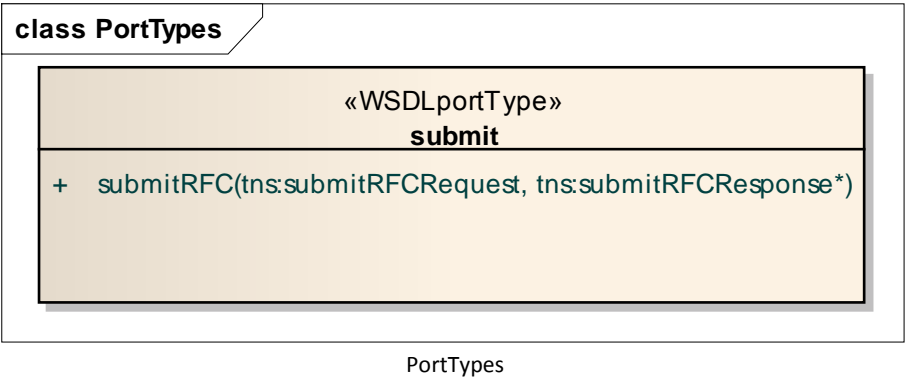 class PortTypes
«WSDLportType»
submit
+ submitRFC(tns:submitRFCRequest, tns:submitRFCResponse*)
PortTypes